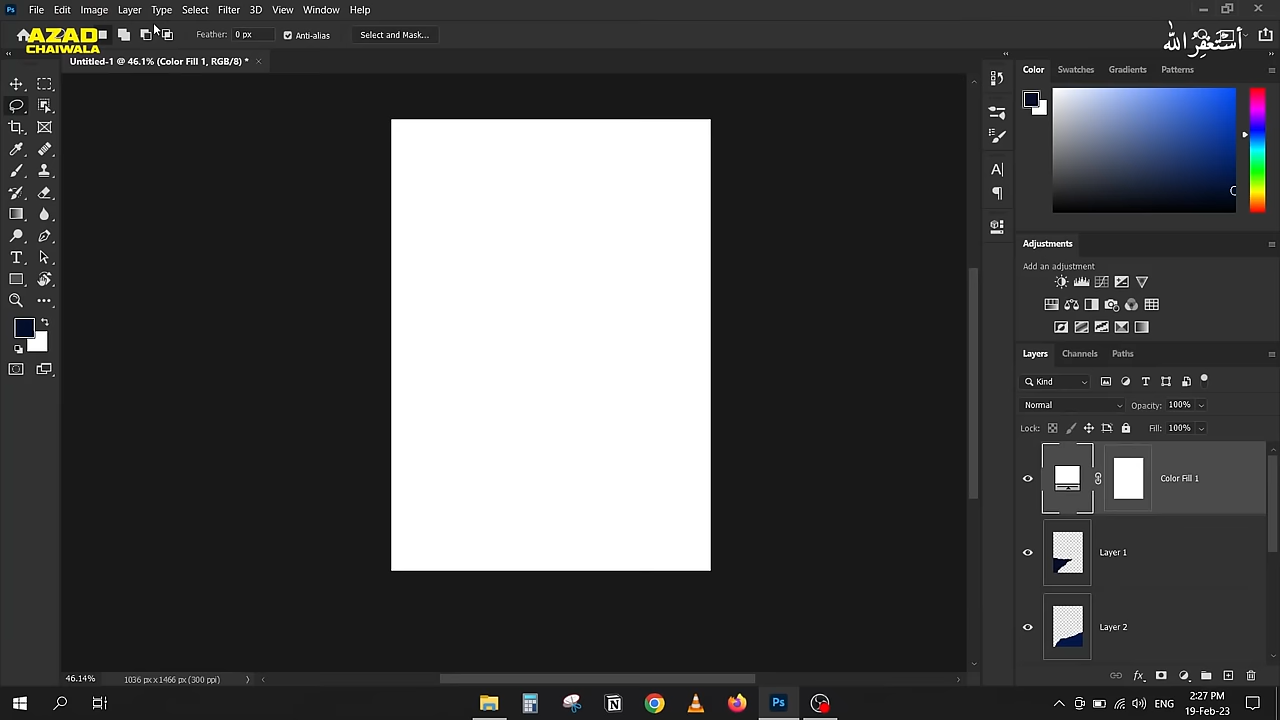 File Edit Image Layer Type Select Filter 3D View Window Help
AZAD
CHAIWALA
Feather: 0 px Anti-alias Select and Mask...
أستغفر الله
Untitled-1 @ 46.1% (Color Fill 1, RGB/8) *
Color Swatches Gradients Patterns
Adjustments
Add an adjustment
Layers Channels Paths
Kind
Normal Opacity: 100%
Lock: Fill: 100%
Color Fill 1
Layer 1
Layer 2
46.14% 1036 px x 1466 px (300 ppi)
ENG 2:27 PM
19-Feb-23